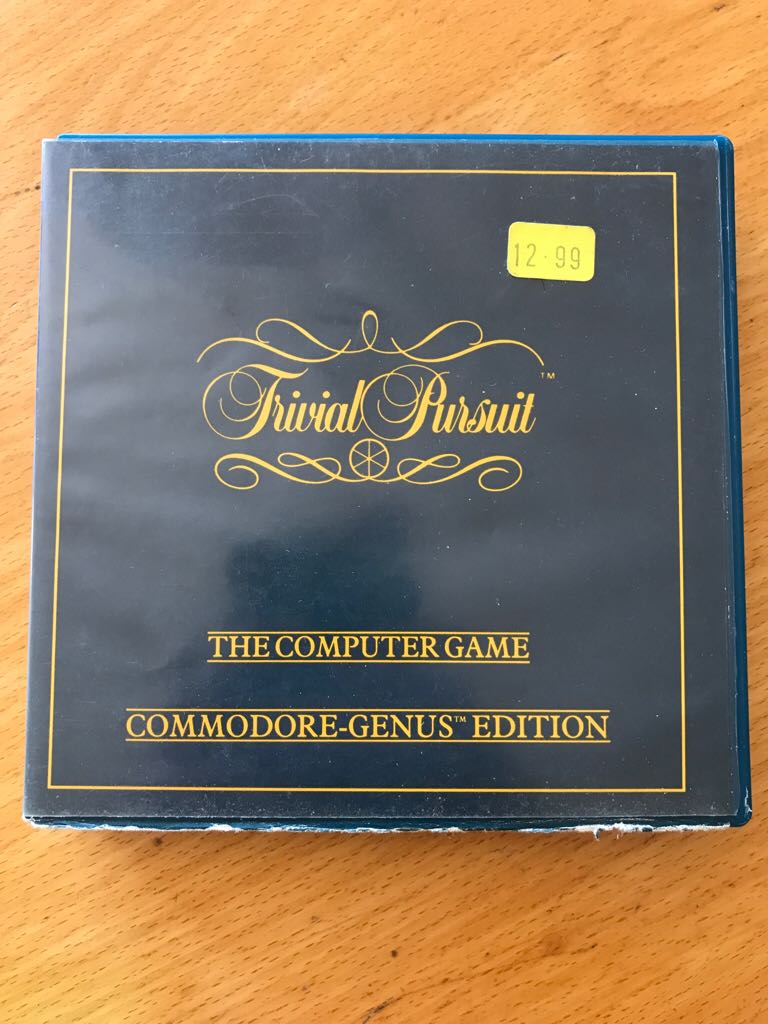 12.99
Trivial Pursuit™
THE COMPUTER GAME
COMMODORE-GENUS™ EDITION